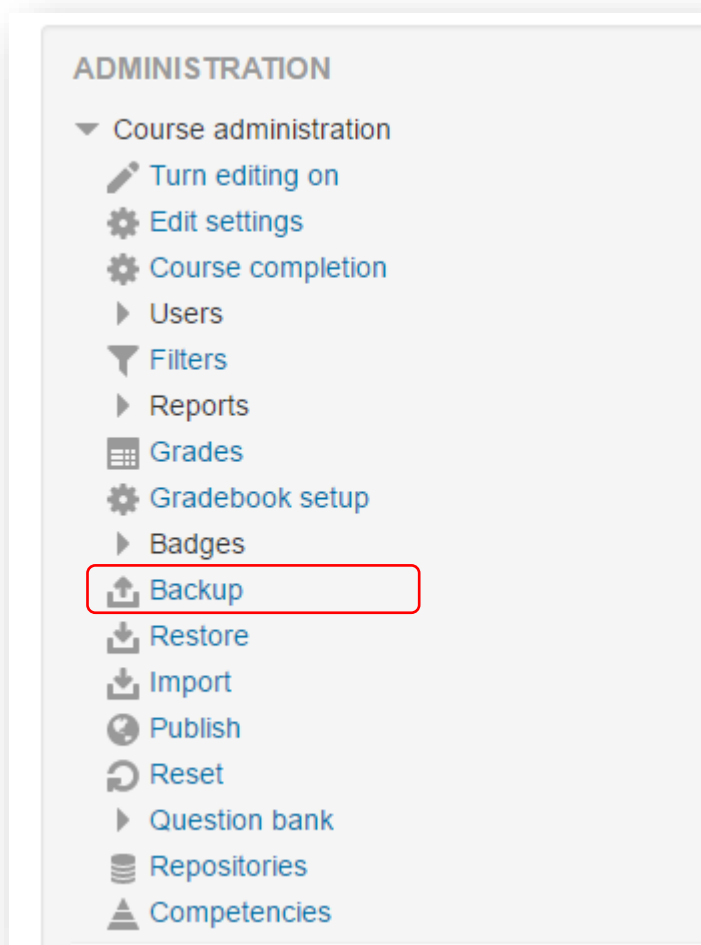 ADMINISTRATION
Course administration
Turn editing on
Edit settings
Course completion
Users
Filters
Reports
Grades
Gradebook setup
Badges
Backup
Restore
Import
Publish
Reset
Question bank
Repositories
Competencies